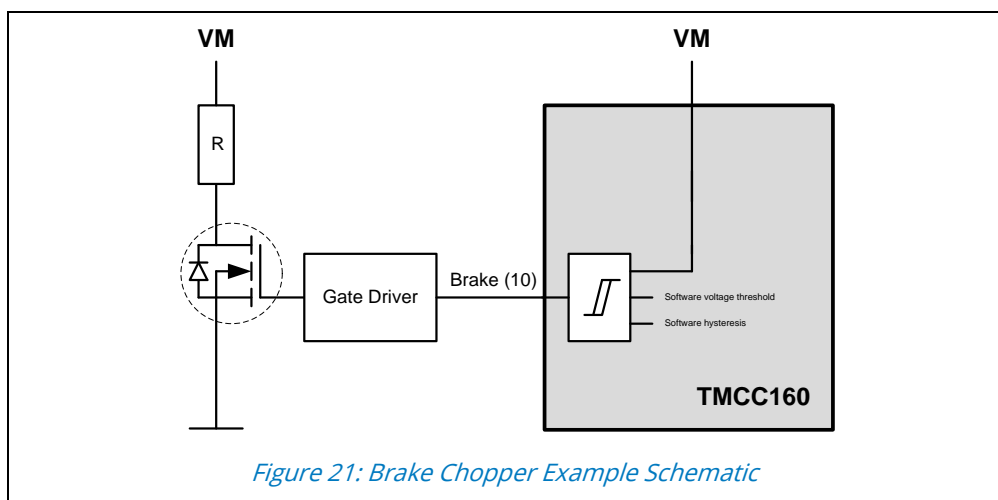 VM
VM
R
Gate Driver
Brake (10)
Software voltage threshold
Software hysteresis
TMCC160
Figure 21: Brake Chopper Example Schematic